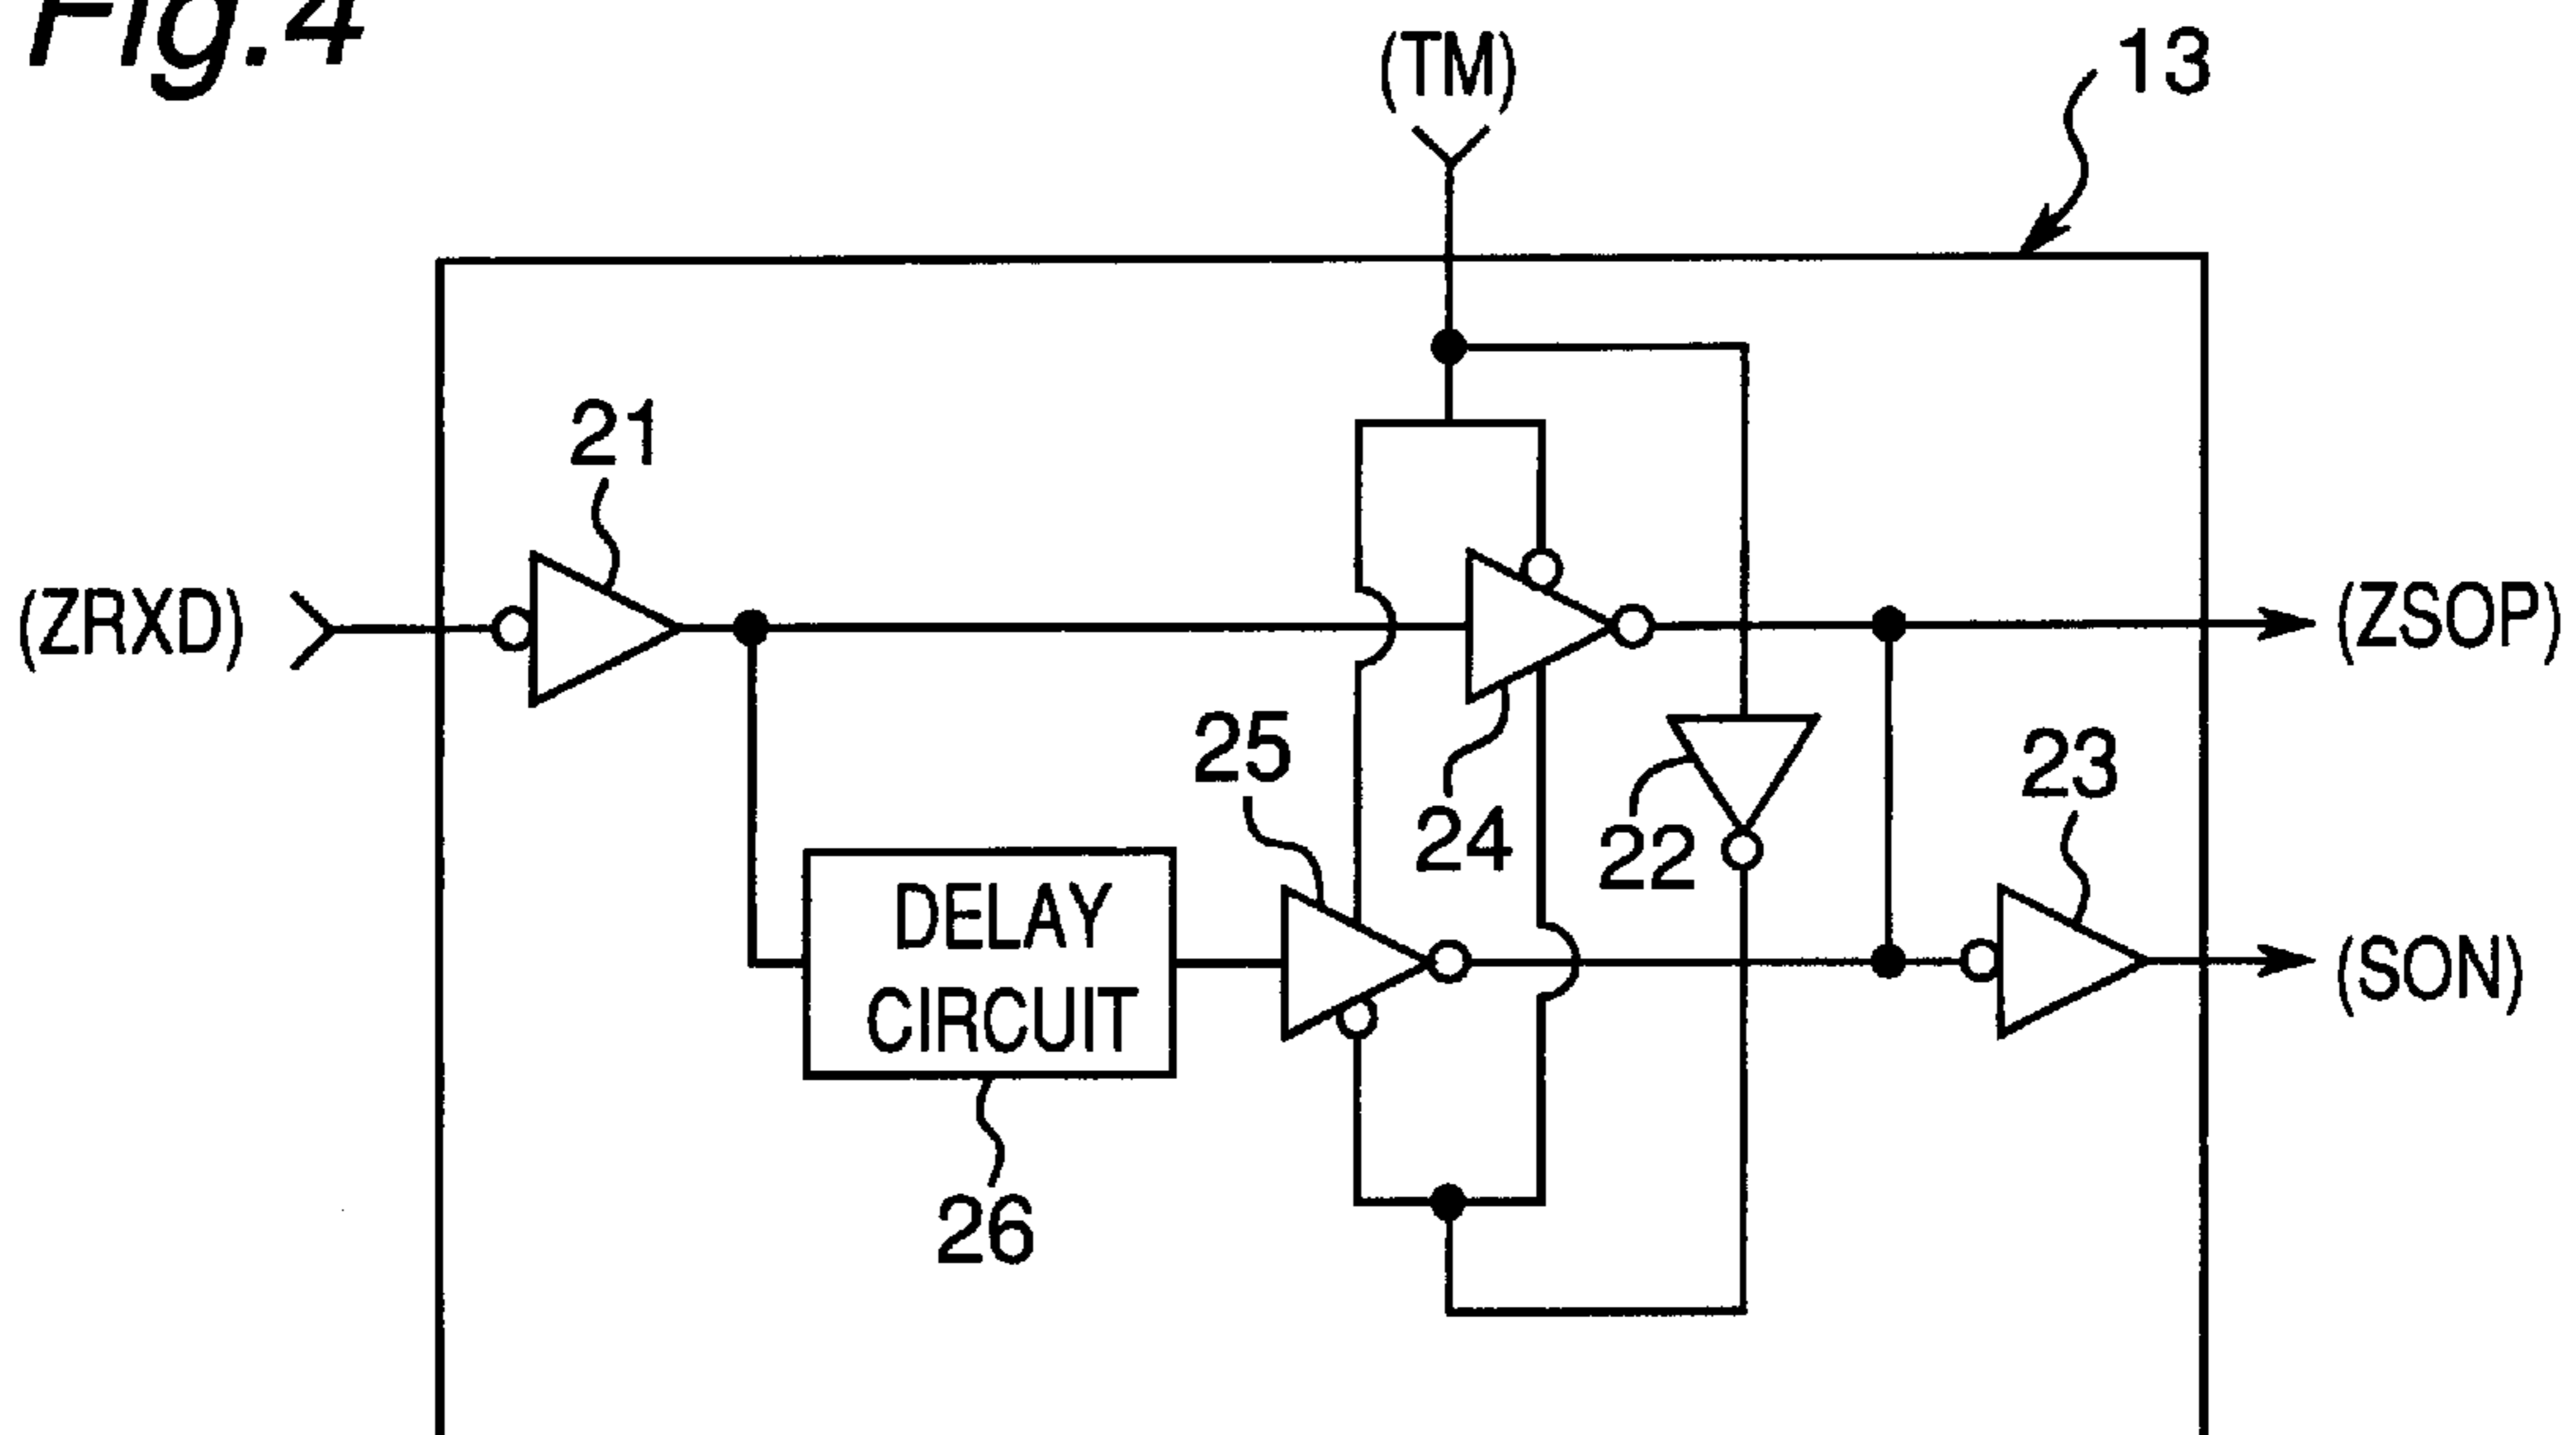 Fig.4
(TM)
13
21
(ZRXD)
(ZSOP)
25
24
22
23
DELAY
CIRCUIT
(SON)
26